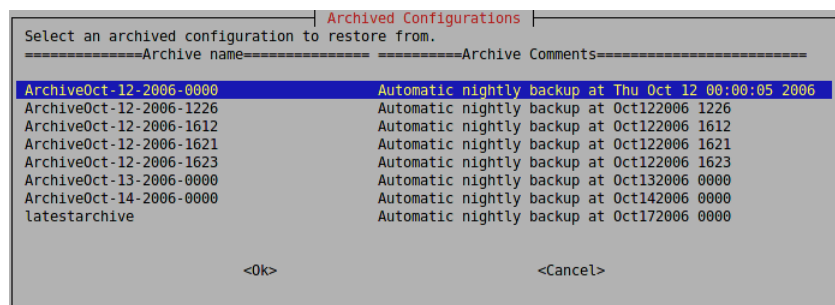 Archived Configurations
Select an archived configuration to restore from.
==============Archive name=============== ==========Archive Comments=========================
ArchiveOct-12-2006-0000 Automatic nightly backup at Thu Oct 12 00:00:05 2006
ArchiveOct-12-2006-1226 Automatic nightly backup at Oct122006 1226
ArchiveOct-12-2006-1612 Automatic nightly backup at Oct122006 1612
ArchiveOct-12-2006-1621 Automatic nightly backup at Oct122006 1621
ArchiveOct-12-2006-1623 Automatic nightly backup at Oct122006 1623
ArchiveOct-13-2006-0000 Automatic nightly backup at Oct132006 0000
ArchiveOct-14-2006-0000 Automatic nightly backup at Oct142006 0000
latestarchive Automatic nightly backup at Oct172006 0000
<Ok> <Cancel>